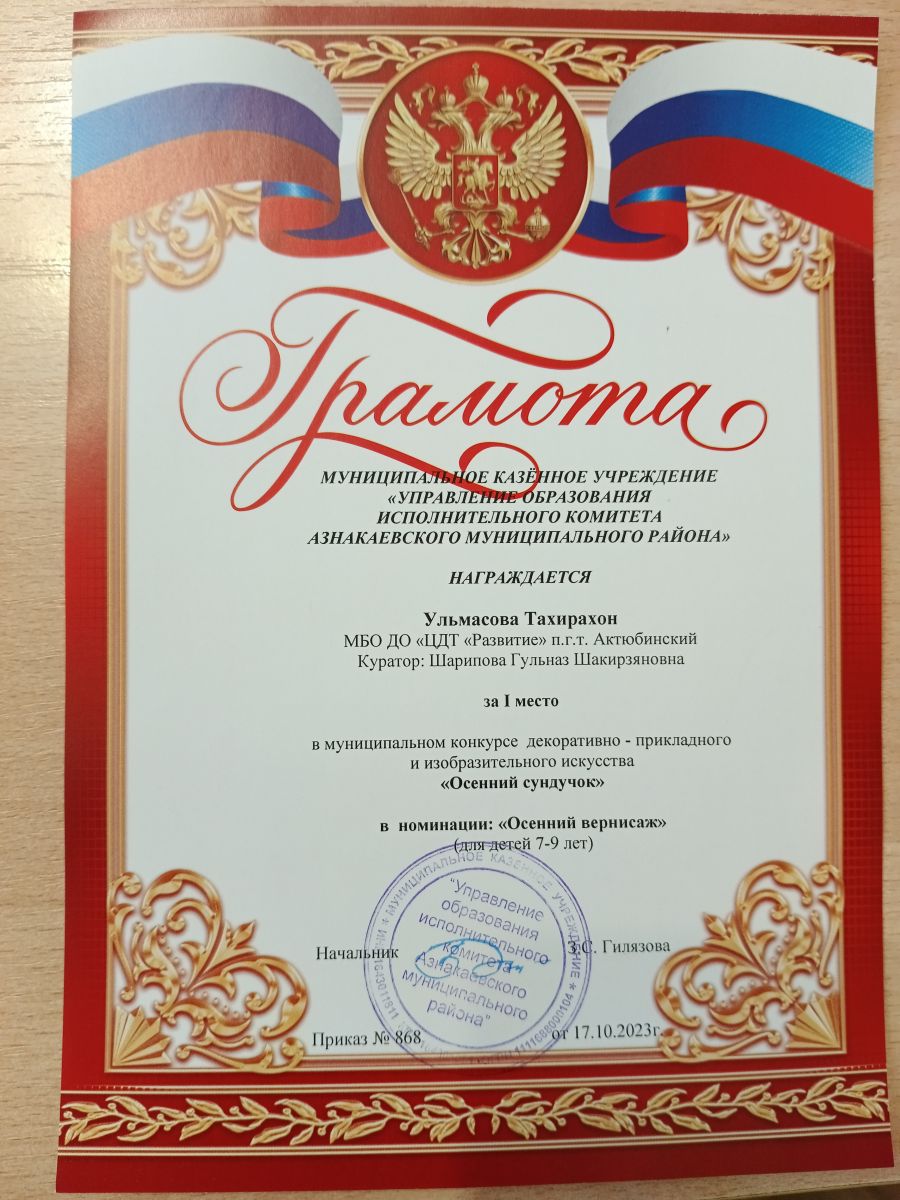 Грамота
МУНИЦИПАЛЬНОЕ КАЗЁННОЕ УЧРЕЖДЕНИЕ
«УПРАВЛЕНИЕ ОБРАЗОВАНИЯ
ИСПОЛНИТЕЛЬНОГО КОМИТЕТА
АЗНАКАЕВСКОГО МУНИЦИПАЛЬНОГО РАЙОНА»
НАГРАЖДАЕТСЯ
Ульмасова Тахирахон
МБО ДО «ЦДТ «Развитие» п.г.т. Актюбинский
Куратор: Шарипова Гульназ Шакирзяновна
за I место
в муниципальном конкурсе декоративно - прикладного
и изобразительного искусства
«Осенний сундучок»
в номинации: «Осенний вернисаж»
(для детей 7-9 лет)
МУНИЦИПАЛЬНОЕ КАЗЕННОЕ УЧРЕЖДЕНИЕ
"Управление
образования
исполнительного
комитета
Азнакаевского
муниципального
района"
Начальник
З.С. Гилязова
Приказ № 868
от 17.10.2023г.